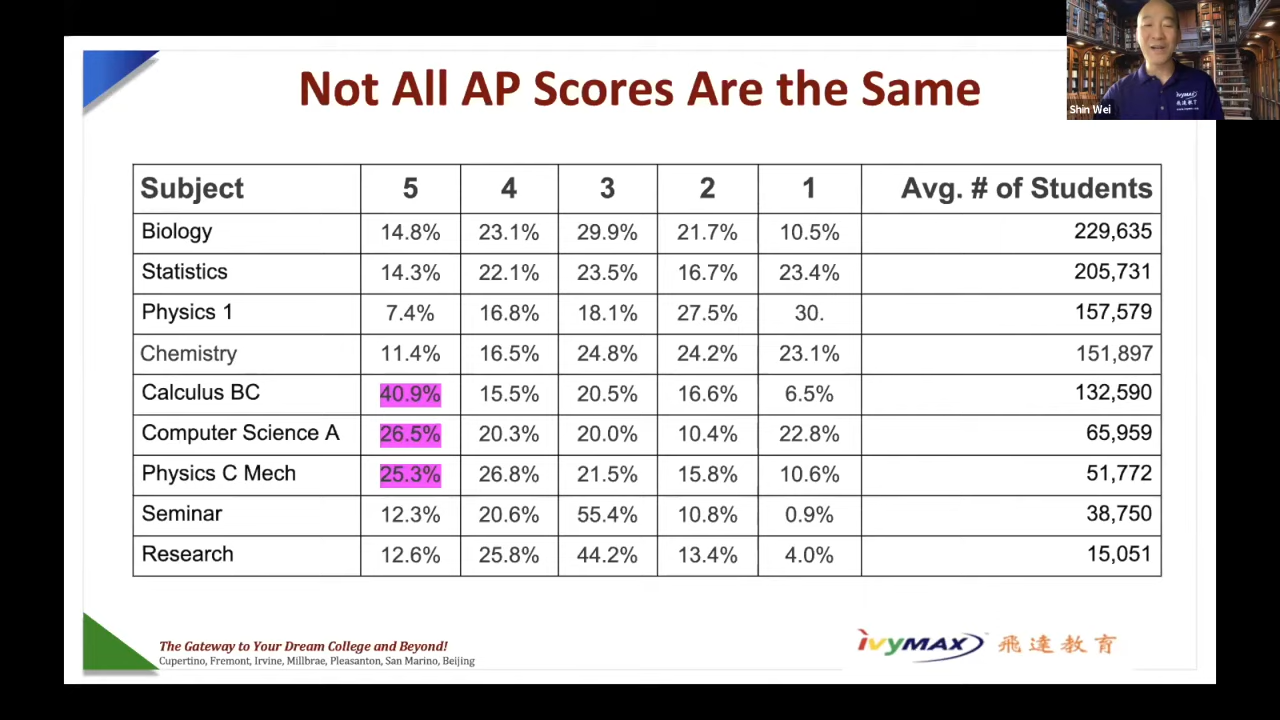 Not All AP Scores Are the Same
Shin Wei
Subject 5 4 3 2 1 Avg. # of Students
Biology 14.8% 23.1% 29.9% 21.7% 10.5% 229,635
Statistics 14.3% 22.1% 23.5% 16.7% 23.4% 205,731
Physics 1 7.4% 16.8% 18.1% 27.5% 30. 157,579
Chemistry 11.4% 16.5% 24.8% 24.2% 23.1% 151,897
Calculus BC 40.9% 15.5% 20.5% 16.6% 6.5% 132,590
Computer Science A 26.5% 20.3% 20.0% 10.4% 22.8% 65,959
Physics C Mech 25.3% 26.8% 21.5% 15.8% 10.6% 51,772
Seminar 12.3% 20.6% 55.4% 10.8% 0.9% 38,750
Research 12.6% 25.8% 44.2% 13.4% 4.0% 15,051
The Gateway to Your Dream College and Beyond!
Cupertino, Fremont, Irvine, Millbrae, Pleasanton, San Marino, Beijing
ivyMAX 飛達教育